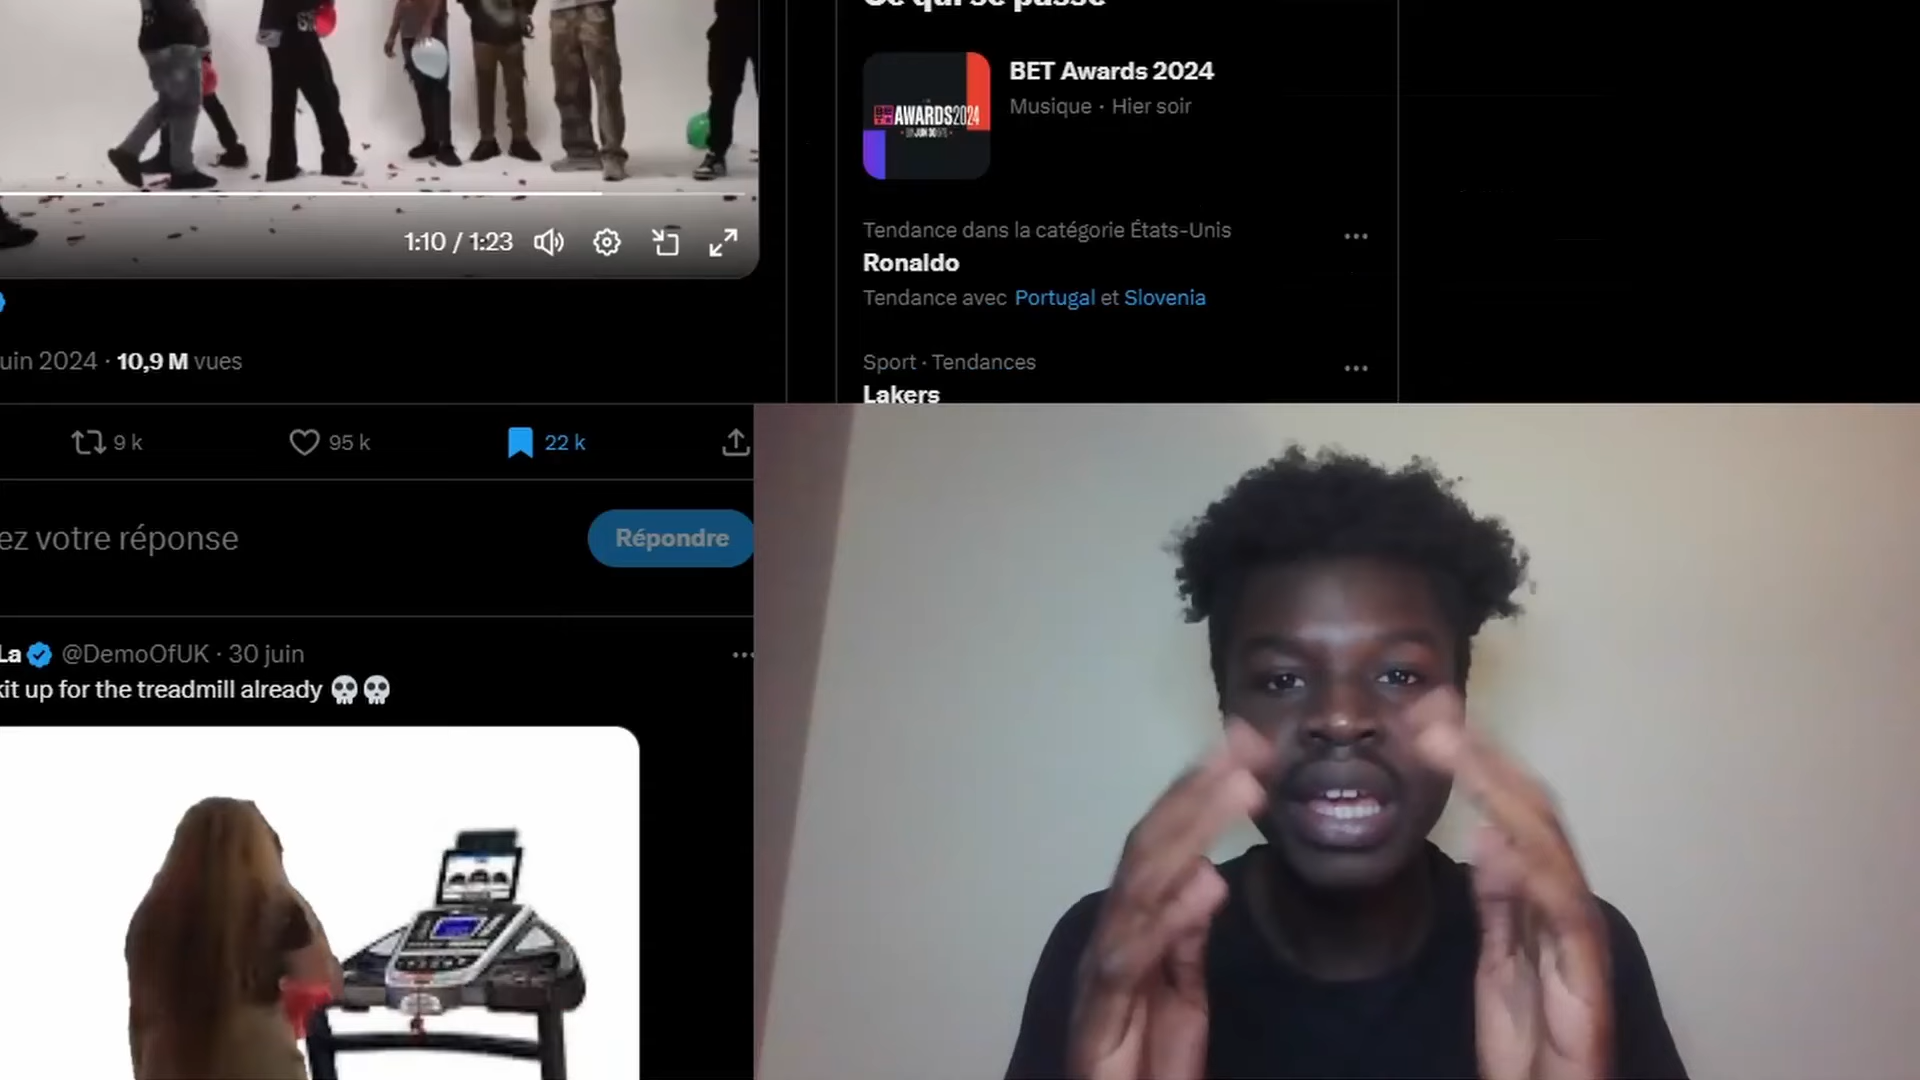 Ce qui se passe
BET Awards 2024
Musique · Hier soir
AWARDS2024
Tendance dans la catégorie États-Unis
Ronaldo
Tendance avec Portugal et Slovenia
Sport · Tendances
Lakers
1:10 / 1:23
uin 2024 · 10,9 M vues
9 k
95 k
22 k
ez votre réponse
Répondre
La @DemoOfUK · 30 juin
kit up for the treadmill already 💀💀